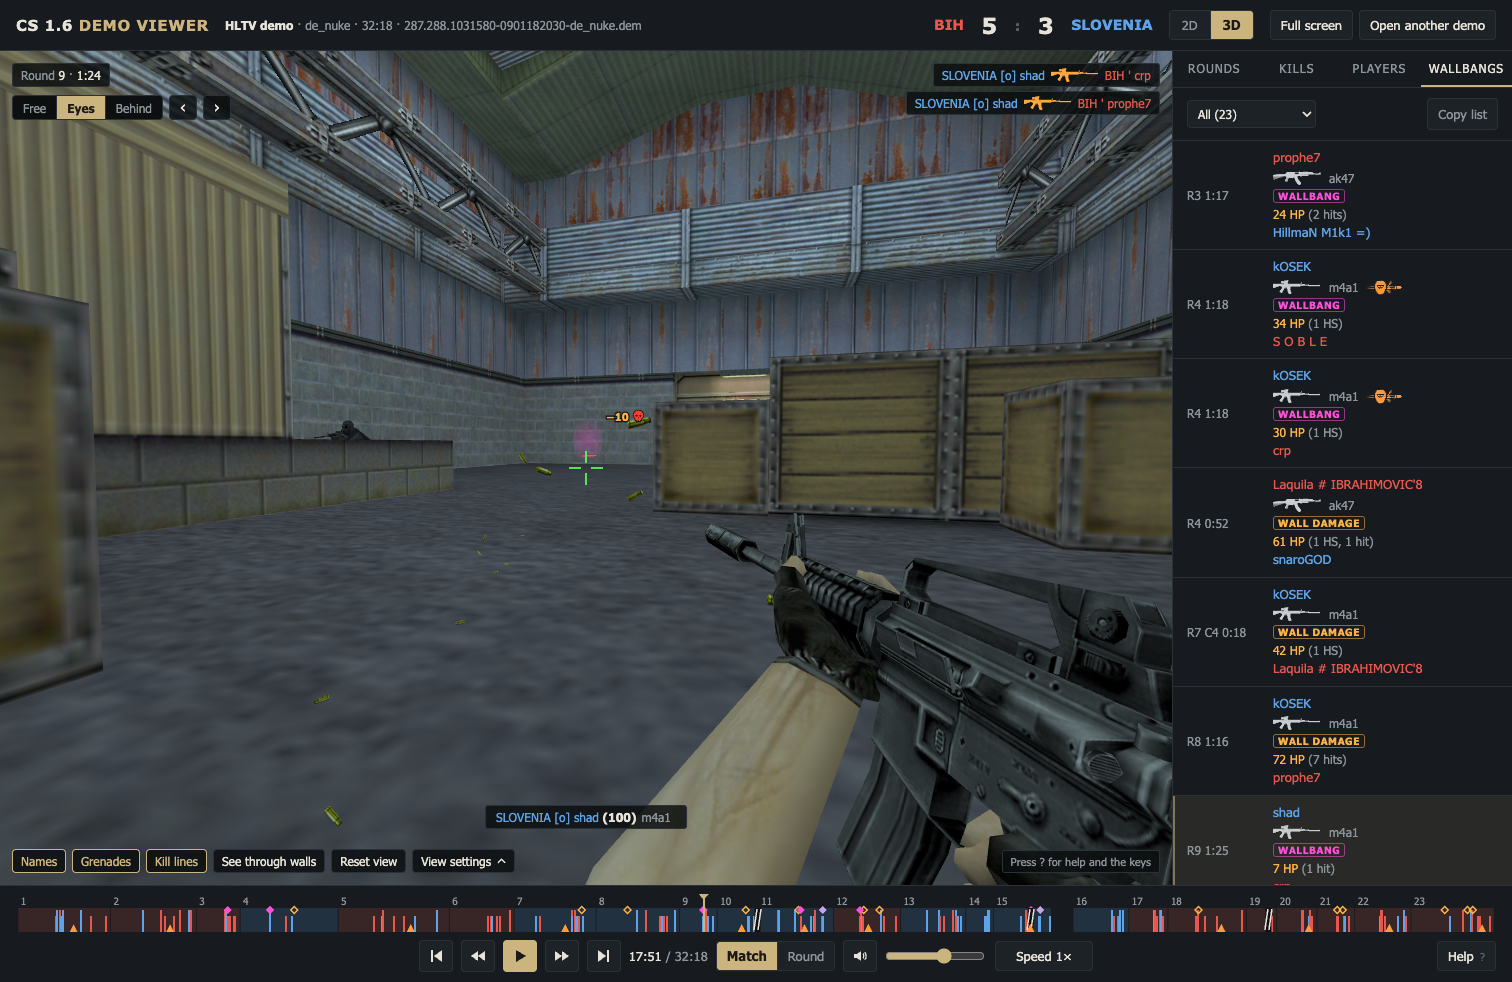 CS 1.6 DEMO VIEWER
HLTV demo · de_nuke · 32:18 · 287.288.1031580-0901182030-de_nuke.dem
BIH 5 : 3 SLOVENIA
2D 3D
Full screen
Open another demo
Round 9 · 1:24
Free Eyes Behind < >
SLOVENIA [o] shad BIH ' crp
SLOVENIA [o] shad BIH ' prophe7
−10
SLOVENIA [o] shad (100) m4a1
Names Grenades Kill lines See through walls Reset view View settings
Press ? for help and the keys
ROUNDS KILLS PLAYERS WALLBANGS
All (23)
Copy list
R3 1:17
prophe7
ak47
WALLBANG
24 HP (2 hits)
HillmaN M1k1 =)
R4 1:18
kOSEK
m4a1
WALLBANG
34 HP (1 HS)
S O B L E
R4 1:18
kOSEK
m4a1
WALLBANG
30 HP (1 HS)
crp
R4 0:52
Laquila # IBRAHIMOVIC'8
ak47
WALL DAMAGE
61 HP (1 HS, 1 hit)
snaroGOD
R7 C4 0:18
kOSEK
m4a1
WALL DAMAGE
42 HP (1 HS)
Laquila # IBRAHIMOVIC'8
R8 1:16
kOSEK
m4a1
WALL DAMAGE
72 HP (7 hits)
prophe7
R9 1:25
shad
m4a1
WALLBANG
7 HP (1 hit)
1 2 3 4 5 6 7 8 9 10 11 12 13 14 15 16 17 18 19 20 21 22 23
17:51 / 32:18
Match Round
Speed 1×
Help ?